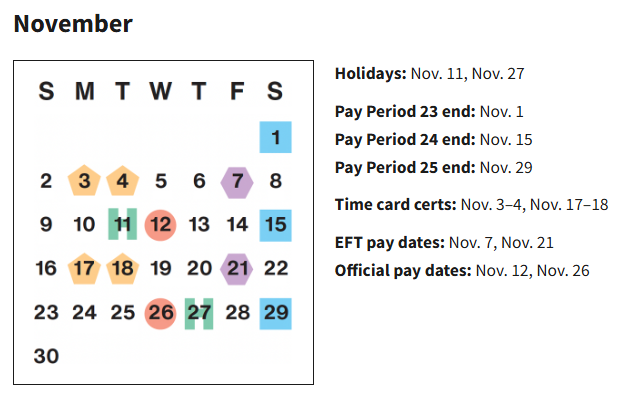 November
S M T W T F S
1
2 3 4 5 6 7 8
9 10 11 12 13 14 15
16 17 18 19 20 21 22
23 24 25 26 27 28 29
30
Holidays: Nov. 11, Nov. 27
Pay Period 23 end: Nov. 1
Pay Period 24 end: Nov. 15
Pay Period 25 end: Nov. 29
Time card certs: Nov. 3–4, Nov. 17–18
EFT pay dates: Nov. 7, Nov. 21
Official pay dates: Nov. 12, Nov. 26